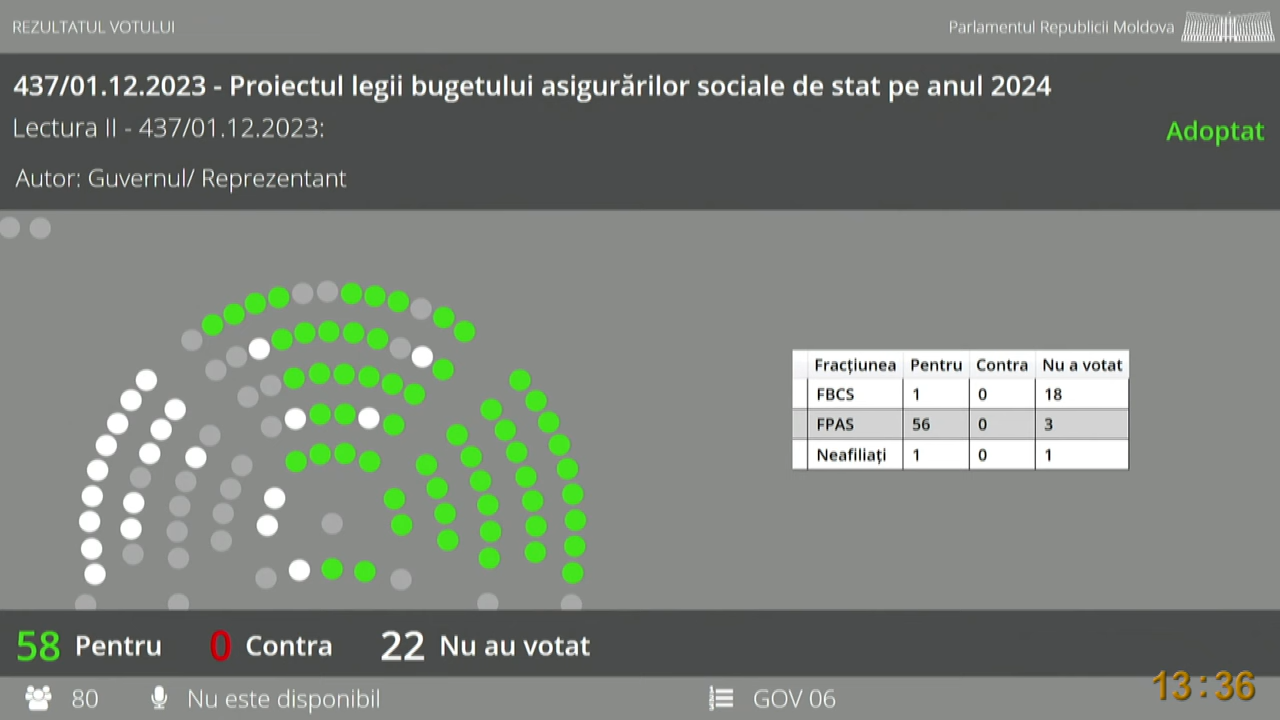 REZULTATUL VOTULUI
Parlamentul Republicii Moldova
437/01.12.2023 - Proiectul legii bugetului asigurărilor sociale de stat pe anul 2024
Lectura II - 437/01.12.2023:
Adoptat
Autor: Guvernul/ Reprezentant
Fracțiunea Pentru Contra Nu a votat
FBCS 1 0 18
FPAS 56 0 3
Neafiliați 1 0 1
58 Pentru 0 Contra 22 Nu au votat
80 Nu este disponibil GOV 06
13:36